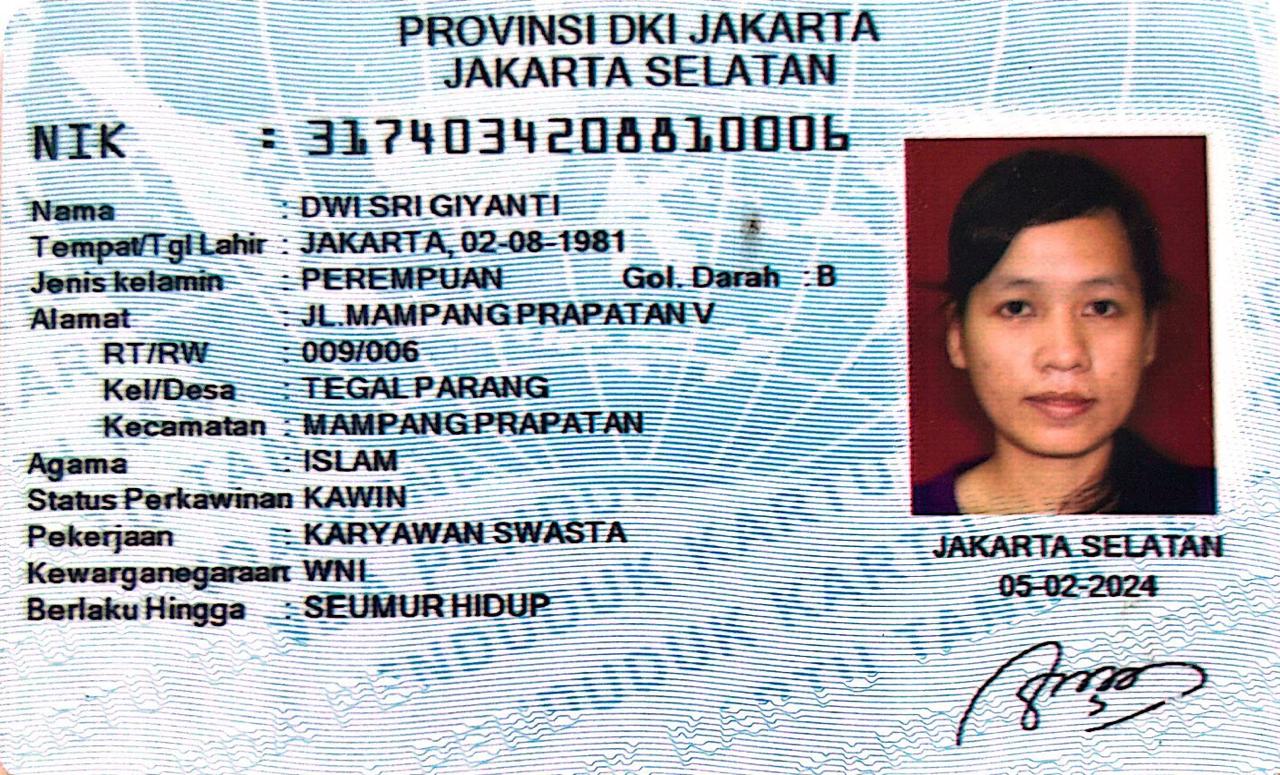 PROVINSI DKI JAKARTA
JAKARTA SELATAN
NIK : 3174034208810006
Nama : DWI SRI GIYANTI
Tempat/Tgl Lahir : JAKARTA, 02-08-1981
Jenis kelamin : PEREMPUAN Gol. Darah : B
Alamat : JL.MAMPANG PRAPATAN V
RT/RW : 009/006
Kel/Desa : TEGAL PARANG
Kecamatan : MAMPANG PRAPATAN
Agama : ISLAM
Status Perkawinan KAWIN
Pekerjaan : KARYAWAN SWASTA
Kewarganegaraan: WNI
Berlaku Hingga : SEUMUR HIDUP
JAKARTA SELATAN
05-02-2024